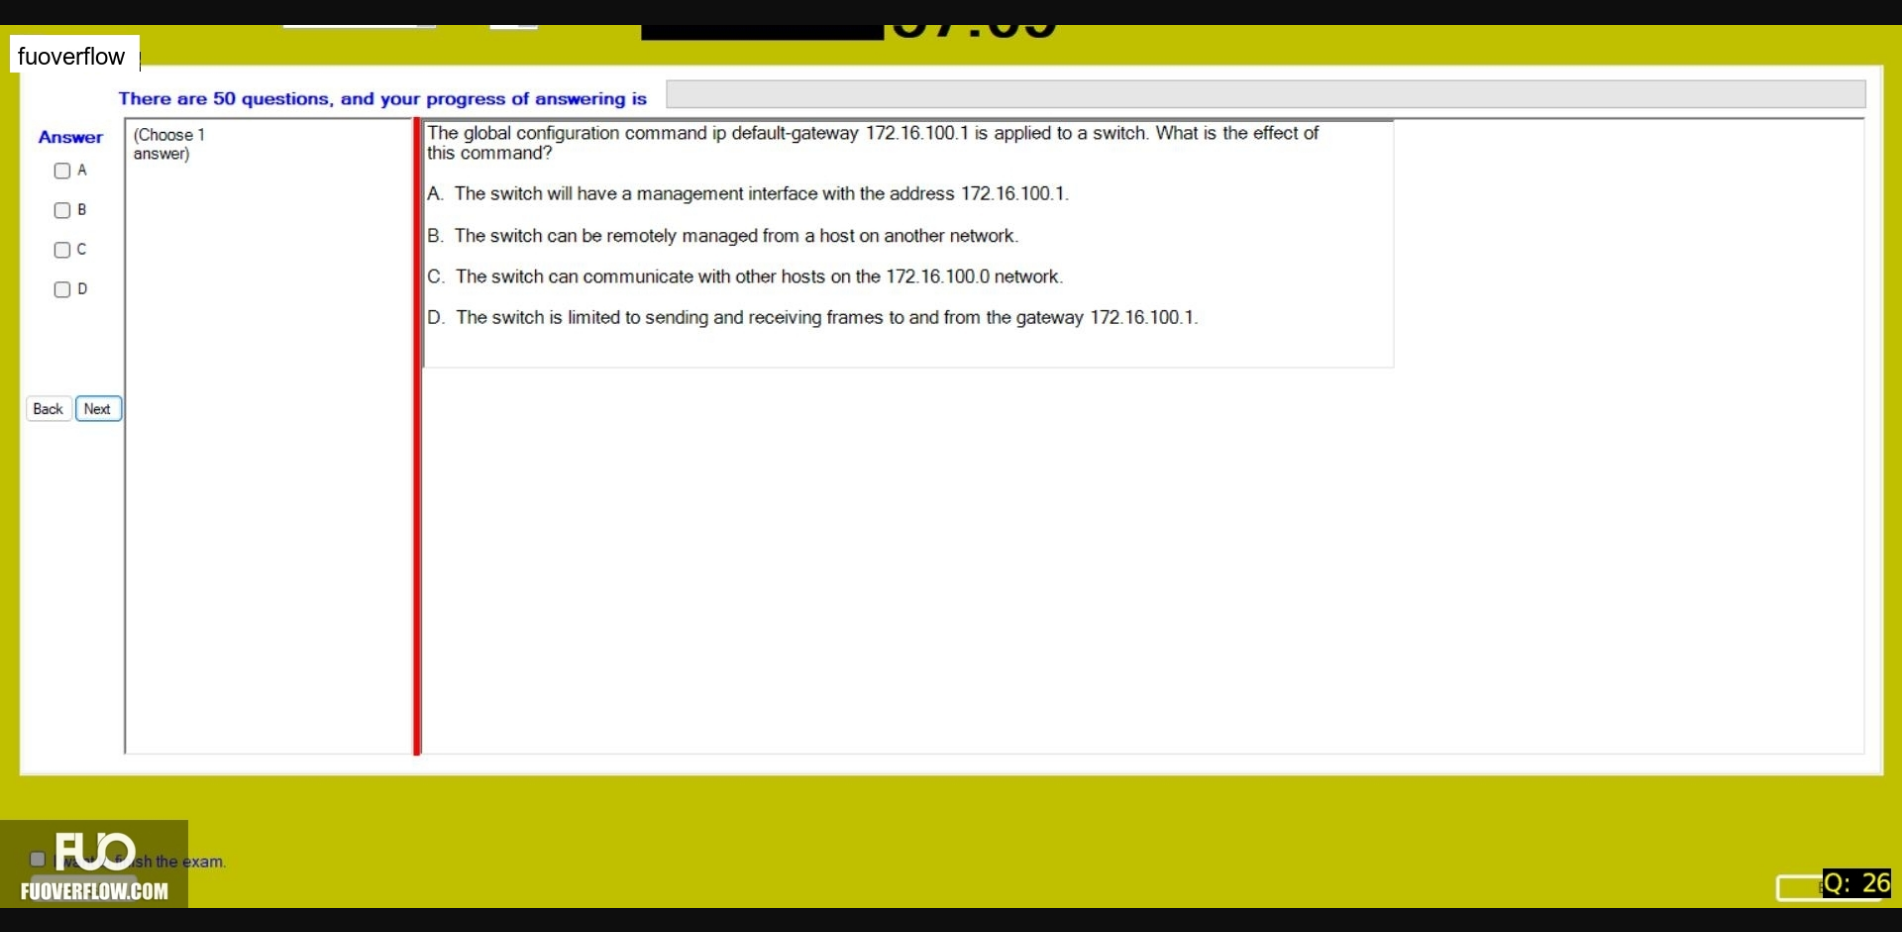 fuoverflow
There are 50 questions, and your progress of answering is
Answer
(Choose 1
answer)
A
B
C
D
Back
Next
The global configuration command ip default-gateway 172.16.100.1 is applied to a switch. What is the effect of
this command?
A. The switch will have a management interface with the address 172.16.100.1.
B. The switch can be remotely managed from a host on another network.
C. The switch can communicate with other hosts on the 172.16.100.0 network.
D. The switch is limited to sending and receiving frames to and from the gateway 172.16.100.1.
FUO
the exam.
FUOVERFLOW.COM
Q: 26